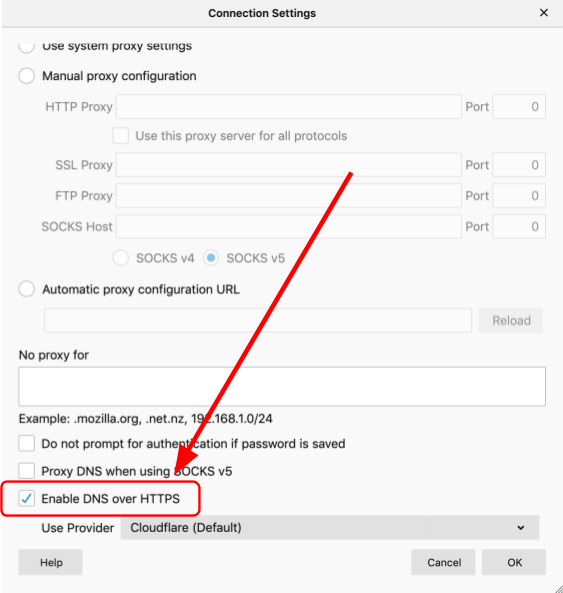 Connection Settings
Use system proxy settings
Manual proxy configuration
HTTP Proxy Port 0
Use this proxy server for all protocols
SSL Proxy Port 0
FTP Proxy Port 0
SOCKS Host Port 0
SOCKS v4 SOCKS v5
Automatic proxy configuration URL
Reload
No proxy for
Example: .mozilla.org, .net.nz, 192.168.1.0/24
Do not prompt for authentication if password is saved
Proxy DNS when using SOCKS v5
Enable DNS over HTTPS
Use Provider Cloudflare (Default)
Help Cancel OK